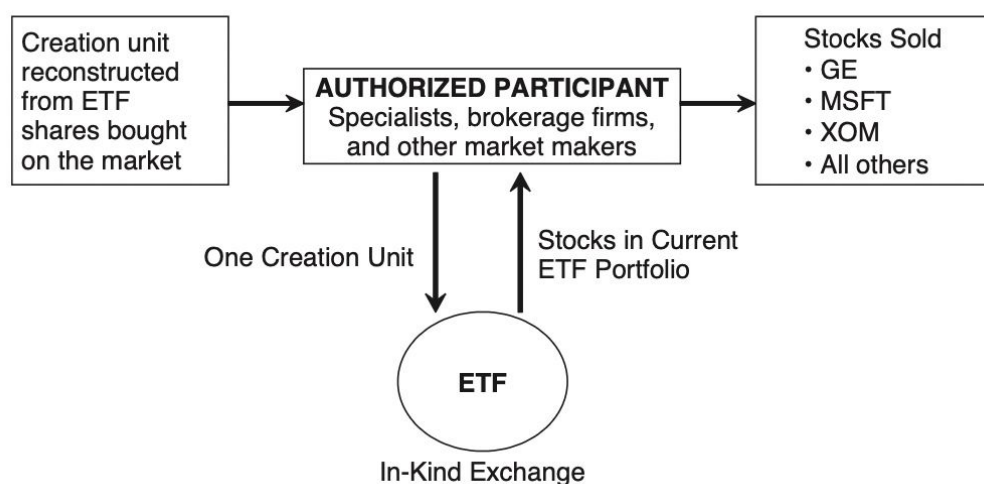 Creation unit
reconstructed
from ETF
shares bought
on the market
AUTHORIZED PARTICIPANT
Specialists, brokerage firms,
and other market makers
Stocks Sold
• GE
• MSFT
• XOM
• All others
One Creation Unit
Stocks in Current
ETF Portfolio
ETF
In-Kind Exchange